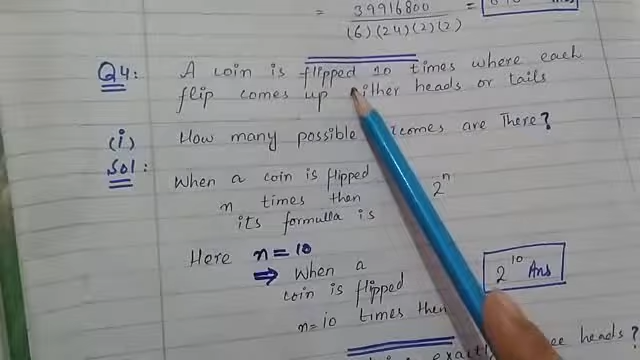 = 39916800 / (6)(24)(2)(2) =
Q4: A coin is flipped 10 times where each
flip comes up either heads or tails
(i) How many possible outcomes are There?
Sol: When a coin is flipped
n times then 2^n
its formulla is
Here n = 10
⇒ When a
coin is flipped
n=10 times then
2^10 Ans
exactly heads?